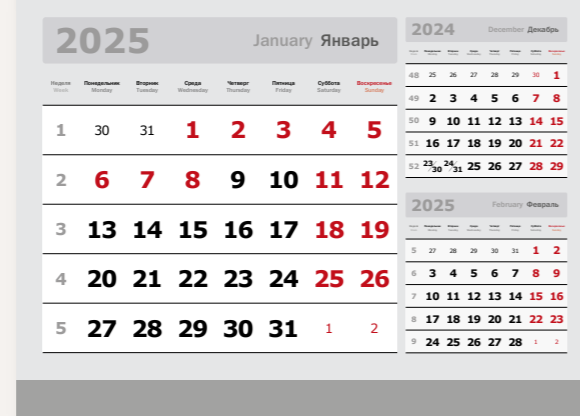 2025 January Январь
Неделя Понедельник Вторник Среда Четверг Пятница Суббота Воскресенье
Week Monday Tuesday Wednesday Thursday Friday Saturday Sunday
1 30 31 1 2 3 4 5
2 6 7 8 9 10 11 12
3 13 14 15 16 17 18 19
4 20 21 22 23 24 25 26
5 27 28 29 30 31 1 2
2024 December Декабрь
48 25 26 27 28 29 30 1
49 2 3 4 5 6 7 8
50 9 10 11 12 13 14 15
51 16 17 18 19 20 21 22
52 23/30 24/31 25 26 27 28 29
2025 February Февраль
5 27 28 29 30 31 1 2
6 3 4 5 6 7 8 9
7 10 11 12 13 14 15 16
8 17 18 19 20 21 22 23
9 24 25 26 27 28 1 2